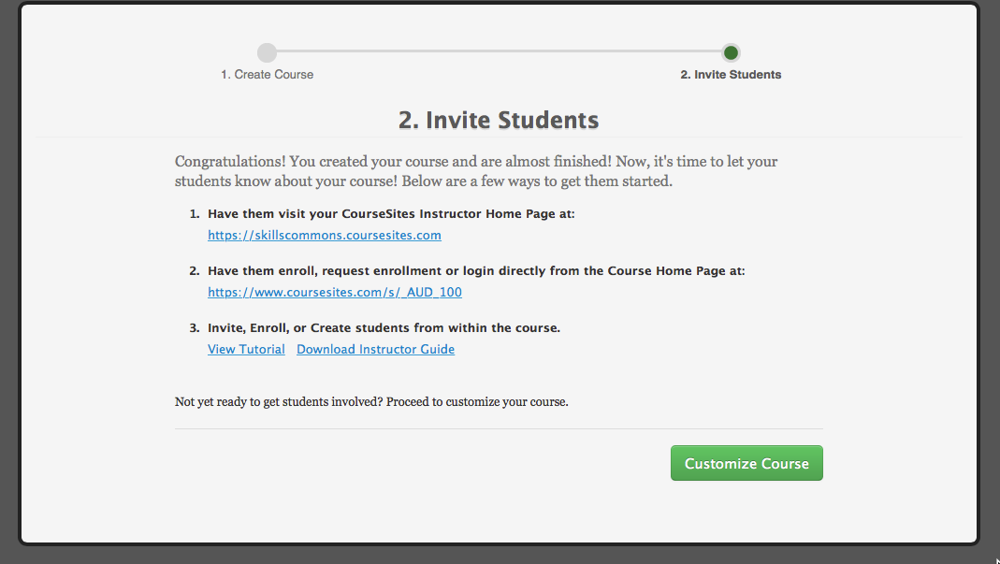 1. Create Course
2. Invite Students
2. Invite Students
Congratulations! You created your course and are almost finished! Now, it's time to let your
students know about your course! Below are a few ways to get them started.
1. Have them visit your CourseSites Instructor Home Page at:
https://skillscommons.coursesites.com
2. Have them enroll, request enrollment or login directly from the Course Home Page at:
https://www.coursesites.com/s/_AUD_100
3. Invite, Enroll, or Create students from within the course.
View Tutorial Download Instructor Guide
Not yet ready to get students involved? Proceed to customize your course.
Customize Course